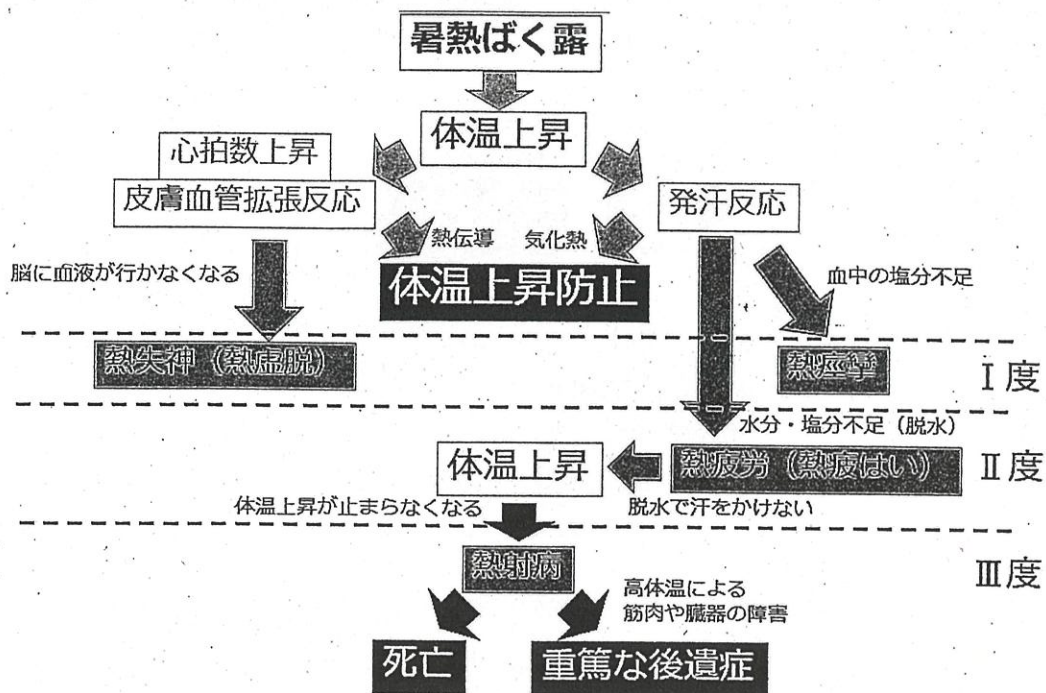 暑熱ばく露
体温上昇
心拍数上昇
皮膚血管拡張反応
発汗反応
熱伝導 気化熱
体温上昇防止
脳に血液が行かなくなる
血中の塩分不足
熱失神（熱虚脱）
熱痙攣
Ⅰ度
水分・塩分不足（脱水）
体温上昇
熱疲労（熱疲はい）
Ⅱ度
体温上昇が止まらなくなる
脱水で汗をかけない
熱射病
Ⅲ度
高体温による
筋肉や臓器の障害
死亡
重篤な後遺症